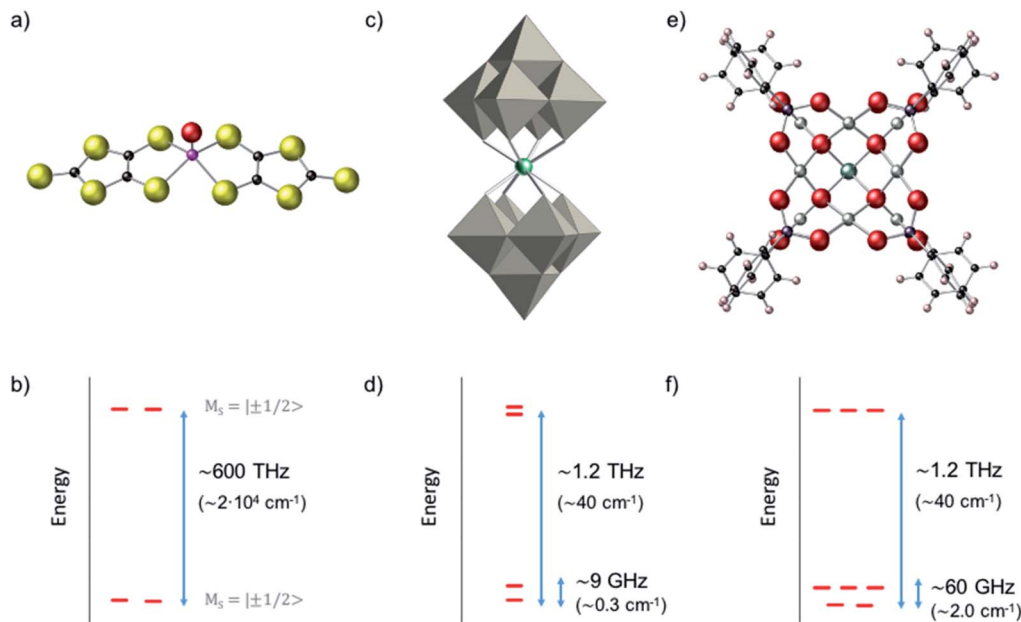 a)
c)
e)
b)
Energy
M_S = |±1/2>
~600 THz
(~2·10⁴ cm⁻¹)
M_S = |±1/2>
d)
Energy
~1.2 THz
(~40 cm⁻¹)
~9 GHz
(~0.3 cm⁻¹)
f)
Energy
~1.2 THz
(~40 cm⁻¹)
~60 GHz
(~2.0 cm⁻¹)